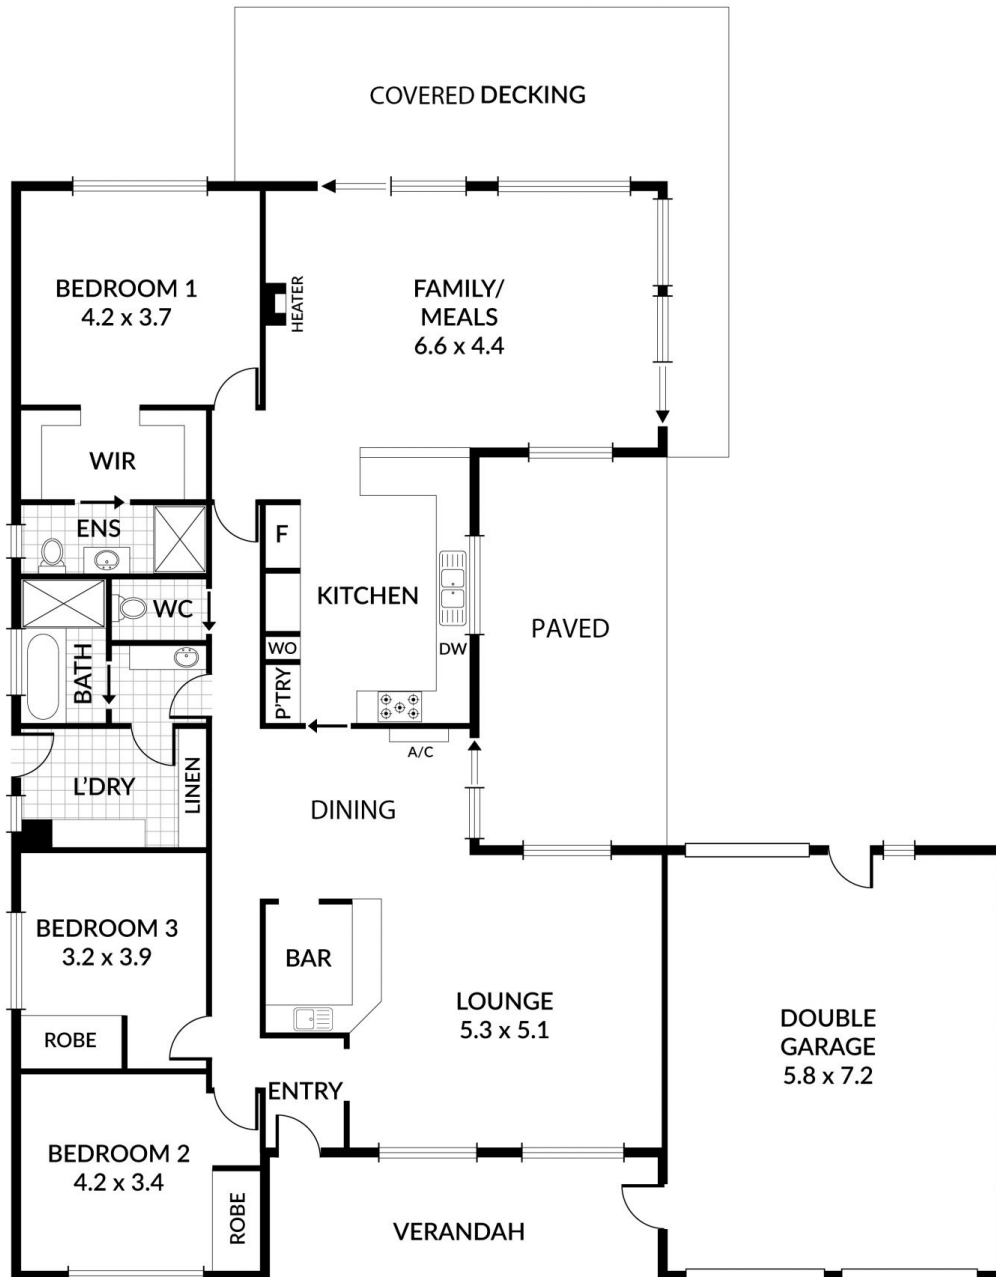 COVERED DECKING
BEDROOM 1
4.2 x 3.7
HEATER
FAMILY/
MEALS
6.6 x 4.4
WIR
ENS
F
KITCHEN
WC
WO
DW
PAVED
BATH
P'TRY
A/C
L'DRY
LINEN
DINING
BEDROOM 3
3.2 x 3.9
BAR
LOUNGE
5.3 x 5.1
DOUBLE
GARAGE
5.8 x 7.2
ROBE
ENTRY
BEDROOM 2
4.2 x 3.4
ROBE
VERANDAH